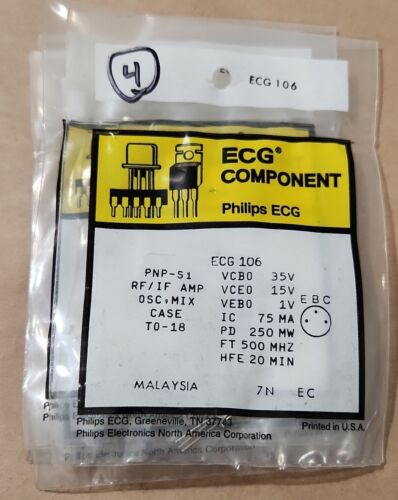 4
ECG 106
ECG®
COMPONENT
Philips ECG
ECG 106
PNP-S1 VCBO 35V
RF/IF AMP VCEO 15V
OSC,MIX VEBO 1V E B C
CASE IC 75 MA
TO-18 PD 250 MW
FT 500 MHZ
HFE 20 MIN
MALAYSIA 7N EC
Philips ECG, Greeneville, TN 37743 Printed in U.S.A.
Philips Electronics North America Corporation